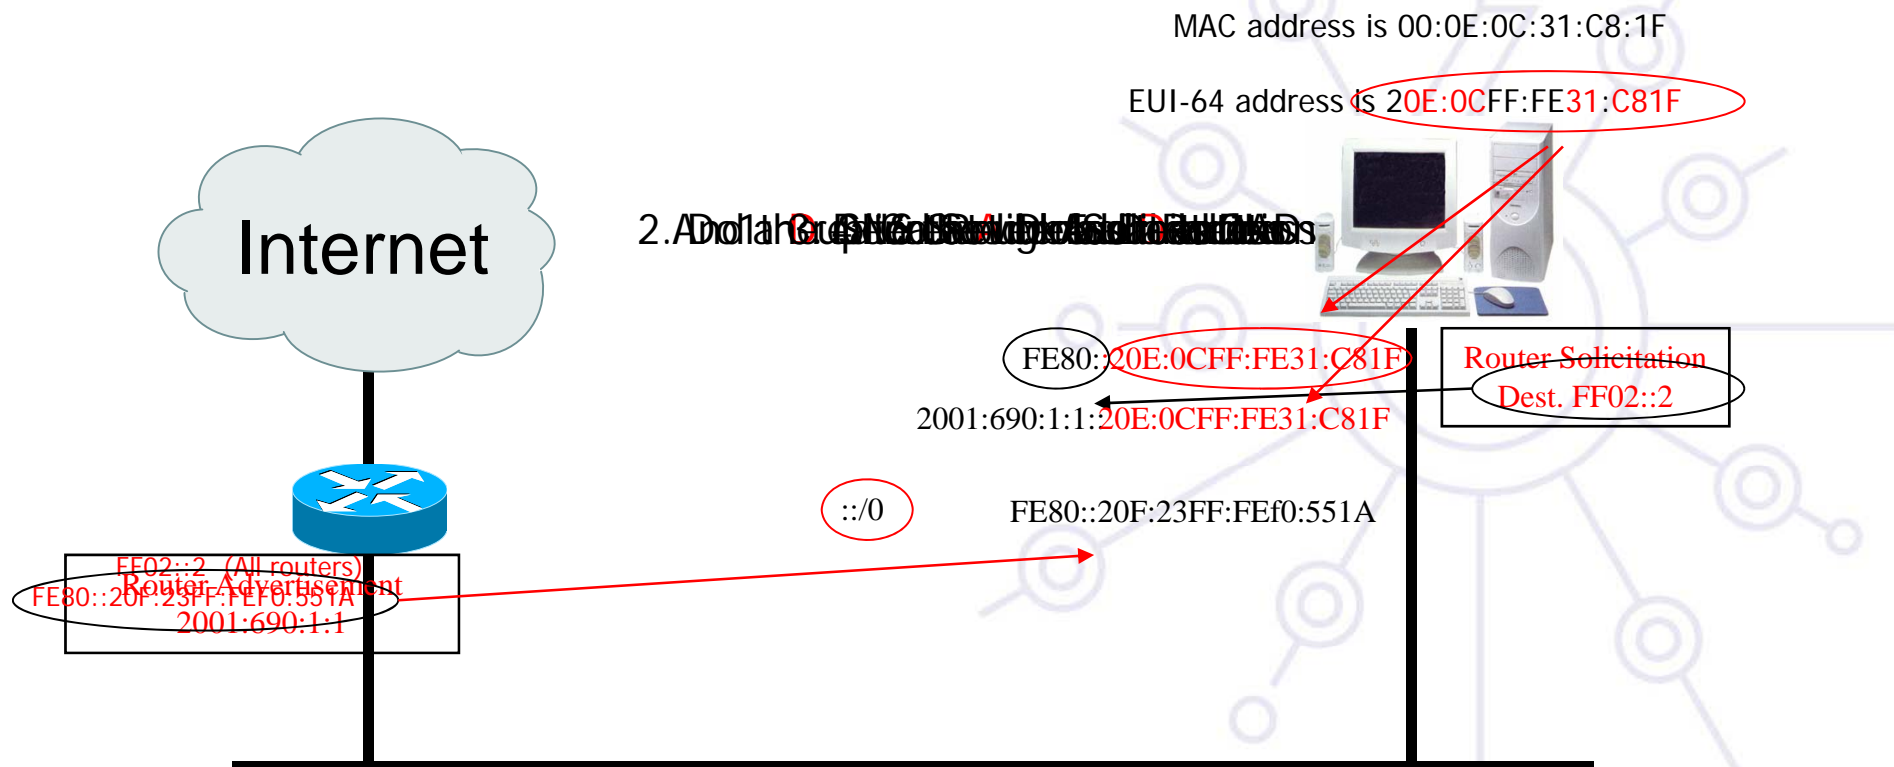 MAC address is 00:0E:0C:31:C8:1F
EUI-64 address is 20E:0CFF:FE31:C81F
Internet
2.
FE80::20E:0CFF:FE31:C81F
Router Solicitation
Dest. FF02::2
2001:690:1:1::20E:0CFF:FE31:C81F
::/0
FE80::20F:23FF:FEf0:551A
FF02::2 (All routers)
Router Advertisement
FE80::20F:23FF:FEF0:551A
2001:690:1:1